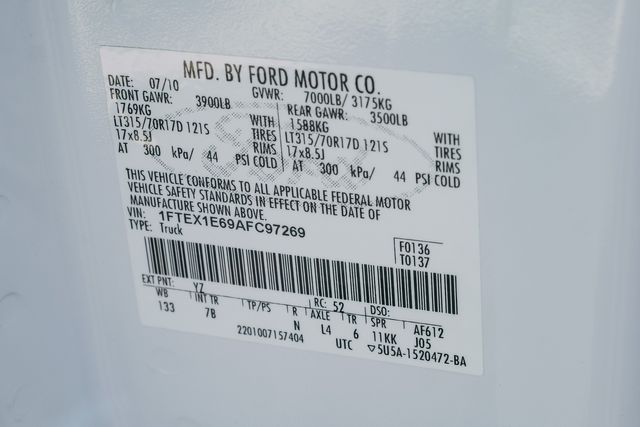 MFD. BY FORD MOTOR CO.
DATE: 07/10 GVWR: 7000LB/ 3175KG
FRONT GAWR: 3900LB REAR GAWR: 3500LB
1769KG 1588KG WITH
LT315/70R17D 121S TIRES LT315/70R17D 121S TIRES
17x8.5J RIMS 17x8.5J RIMS
AT 300 kPa/ 44 PSI COLD AT 300 kPa/ 44 PSI COLD
THIS VEHICLE CONFORMS TO ALL APPLICABLE FEDERAL MOTOR
VEHICLE SAFETY STANDARDS IN EFFECT ON THE DATE OF
MANUFACTURE SHOWN ABOVE.
VIN: 1FTEX1E69AFC97269
TYPE: Truck
F0136
T0137
EXT PNT: YZ RC: 52 DSO:
WB INT TR TP/PS R AXLE TR SPR AF612
133 7B N L4 6 11KK J05
2201007157404 UTC ▽5U5A-1520472-BA